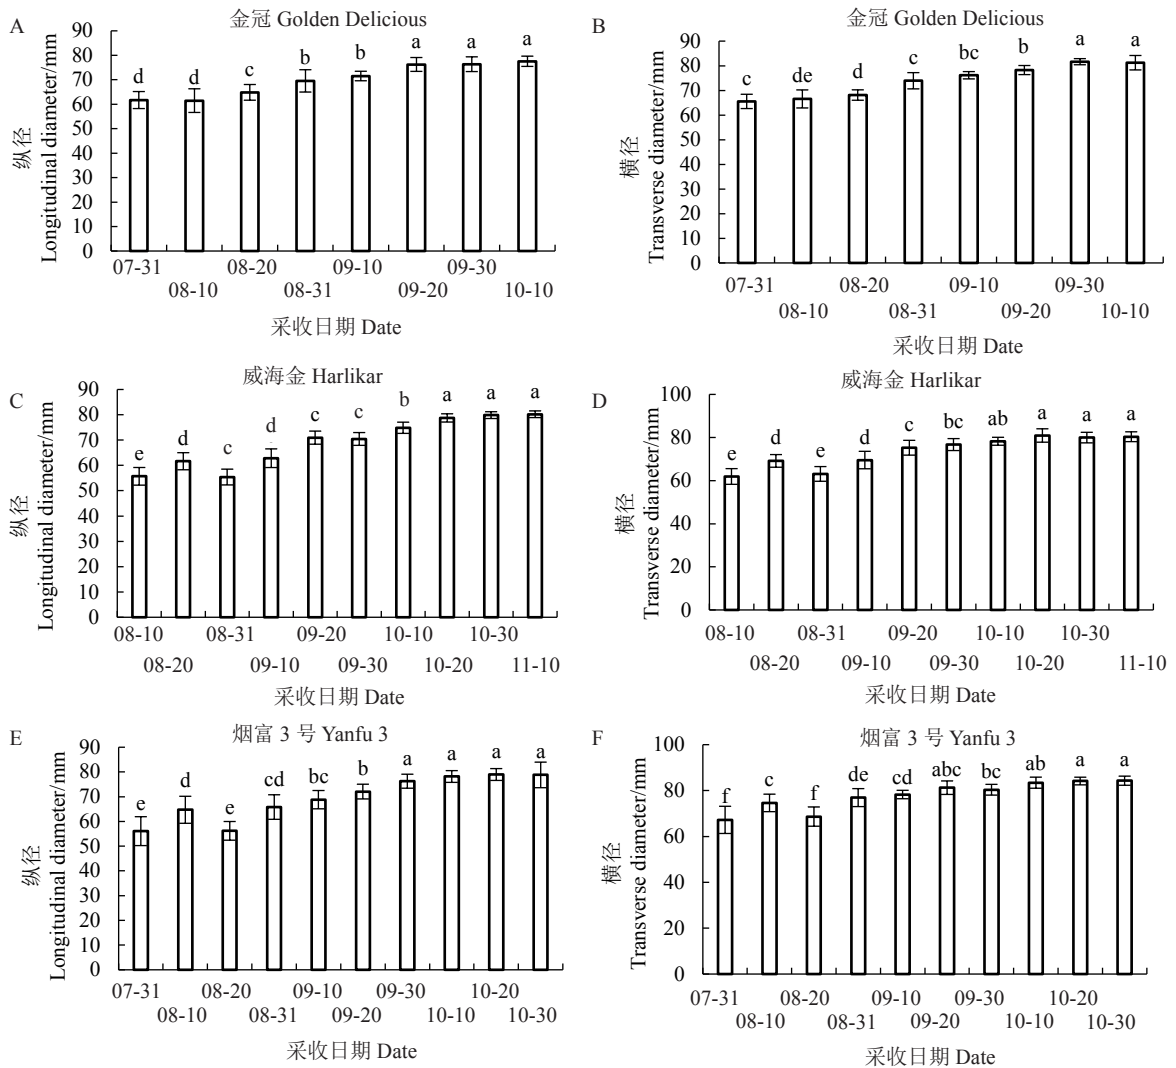 A
金冠 Golden Delicious
纵径
Longitudinal diameter/mm
90
80
70
60
50
40
30
20
10
0
d d c b b a a a
07-31 08-20 09-10 09-30
08-10 08-31 09-20 10-10
采收日期 Date
B
金冠 Golden Delicious
横径
Transverse diameter/mm
90
80
70
60
50
40
30
20
10
0
c de d c bc b a a
07-31 08-20 09-10 09-30
08-10 08-31 09-20 10-10
采收日期 Date
C
威海金 Harlikar
纵径
Longitudinal diameter/mm
90
80
70
60
50
40
30
20
10
0
e d c d c c b a a a
08-10 08-31 09-20 10-10 10-30
08-20 09-10 09-30 10-20 11-10
采收日期 Date
D
威海金 Harlikar
横径
Transverse diameter/mm
100
80
60
40
20
0
e d e d c bc ab a a a
08-10 08-31 09-20 10-10 10-30
08-20 09-10 09-30 10-20 11-10
采收日期 Date
E
烟富 3 号 Yanfu 3
纵径
Longitudinal diameter/mm
90
80
70
60
50
40
30
20
10
0
e d e cd bc b a a a a
07-31 08-20 09-10 09-30 10-20
08-10 08-31 09-20 10-10 10-30
采收日期 Date
F
烟富 3 号 Yanfu 3
横径
Transverse diameter/mm
100
80
60
40
20
0
f c f de cd abc bc ab a a
07-31 08-20 09-10 09-30 10-20
08-10 08-31 09-20 10-10 10-30
采收日期 Date